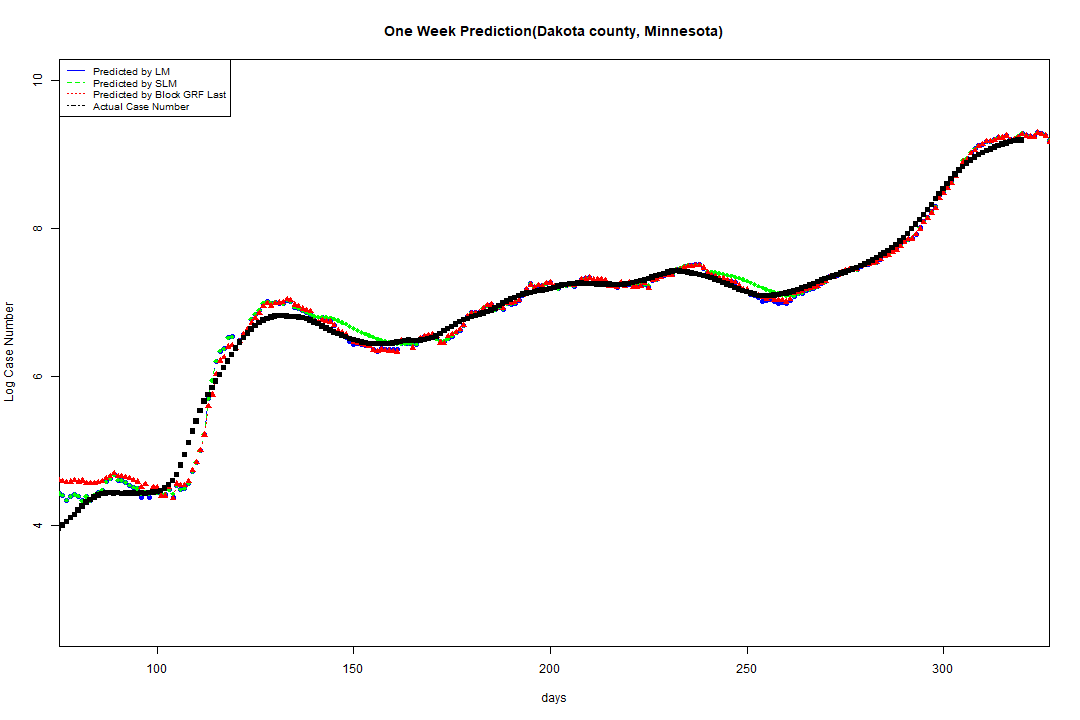 One Week Prediction(Dakota county, Minnesota)
Predicted by LM
Predicted by SLM
Predicted by Block GRF Last
Actual Case Number
10
8
6
4
Log Case Number
100 150 200 250 300
days